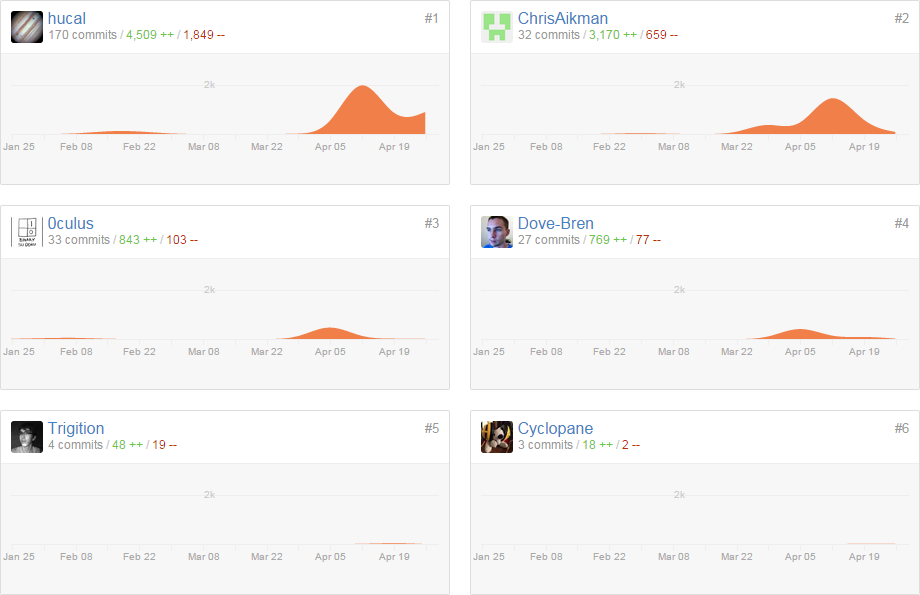 hucal #1
170 commits / 4,509 ++ / 1,849 --
2k
Jan 25 Feb 08 Feb 22 Mar 08 Mar 22 Apr 05 Apr 19
ChrisAikman #2
32 commits / 3,170 ++ / 659 --
2k
Jan 25 Feb 08 Feb 22 Mar 08 Mar 22 Apr 05 Apr 19
0culus #3
33 commits / 843 ++ / 103 --
2k
Jan 25 Feb 08 Feb 22 Mar 08 Mar 22 Apr 05 Apr 19
Dove-Bren #4
27 commits / 769 ++ / 77 --
2k
Jan 25 Feb 08 Feb 22 Mar 08 Mar 22 Apr 05 Apr 19
Trigition #5
4 commits / 48 ++ / 19 --
2k
Jan 25 Feb 08 Feb 22 Mar 08 Mar 22 Apr 05 Apr 19
Cyclopane #6
3 commits / 18 ++ / 2 --
2k
Jan 25 Feb 08 Feb 22 Mar 08 Mar 22 Apr 05 Apr 19